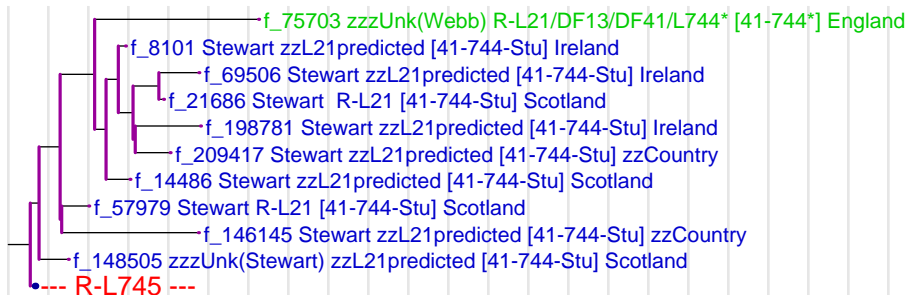 f_75703 zzzUnk(Webb) R-L21/DF13/DF41/L744* [41-744*] England
f_8101 Stewart zzL21predicted [41-744-Stu] Ireland
f_69506 Stewart zzL21predicted [41-744-Stu] Ireland
f_21686 Stewart R-L21 [41-744-Stu] Scotland
f_198781 Stewart zzL21predicted [41-744-Stu] Ireland
f_209417 Stewart zzL21predicted [41-744-Stu] zzCountry
f_14486 Stewart zzL21predicted [41-744-Stu] Scotland
f_57979 Stewart R-L21 [41-744-Stu] Scotland
f_146145 Stewart zzL21predicted [41-744-Stu] zzCountry
f_148505 zzzUnk(Stewart) zzL21predicted [41-744-Stu] Scotland
--- R-L745 ---